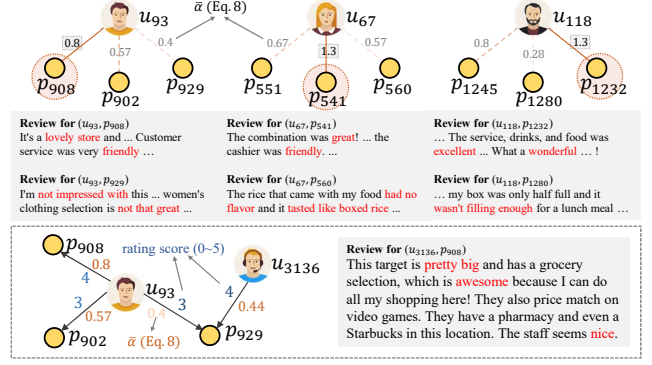 u93 ᾱ (Eq. 8) u67 u118
0.8 0.57 0.4 0.67 1.3 0.57 0.8 0.28 1.3
p908 p902 p929 p551 p541 p560 p1245 p1280 p1232
Review for (u93, p908)
It's a lovely store and ... Customer
service was very friendly …
Review for (u67, p541)
The combination was great! ... the
cashier was friendly. ...
Review for (u118, p1232)
… The service, drinks, and food was
excellent ... What a wonderful … !
Review for (u93, p929)
I'm not impressed with this ... women's
clothing selection is not that great ...
Review for (u67, p560)
The rice that came with my food had no
flavor and it tasted like boxed rice ...
Review for (u118, p1280)
… my box was only half full and it
wasn't filling enough for a lunch meal …
p908 rating score (0~5)
0.8 4 u93 u3136
3 0.57 0.4 3 4 0.44
p902 ᾱ (Eq. 8) p929
Review for (u3136, p908)
This target is pretty big and has a grocery
selection, which is awesome because I can do
all my shopping here! They also price match on
video games. They have a pharmacy and even a
Starbucks in this location. The staff seems nice.